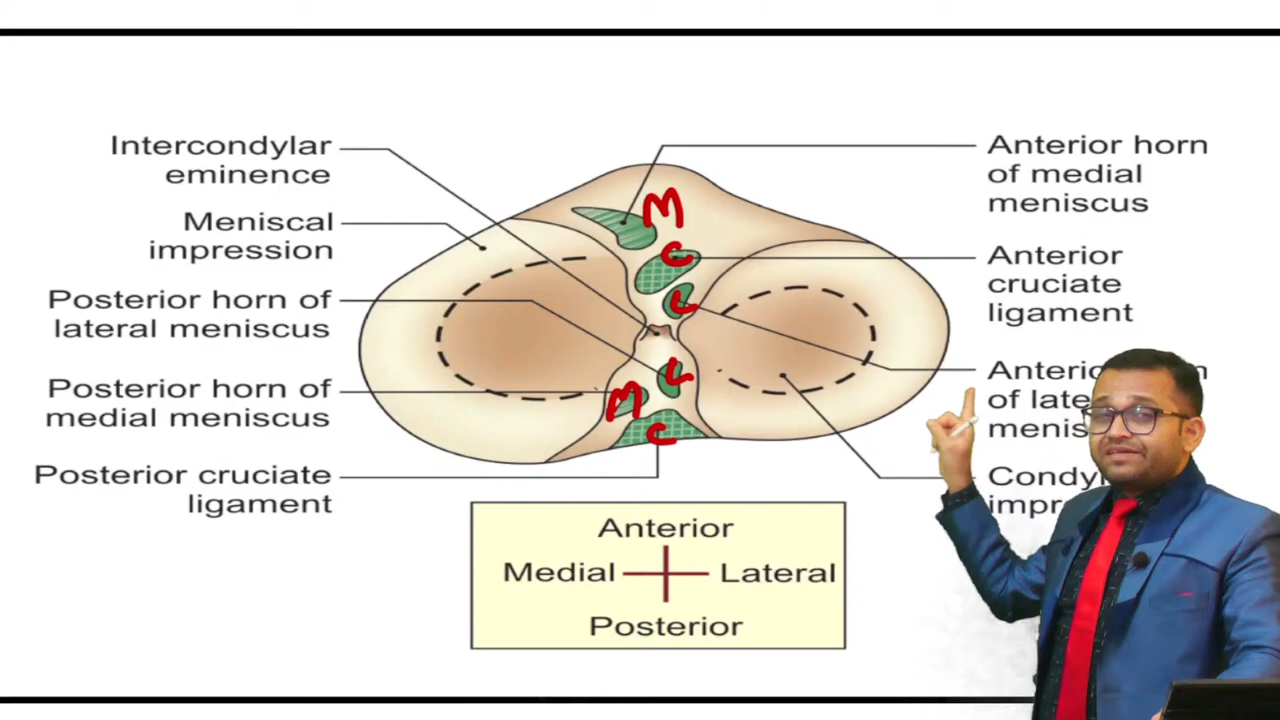 Intercondylar
eminence
Meniscal
impression
Posterior horn of
lateral meniscus
Posterior horn of
medial meniscus
Posterior cruciate
ligament
M
C
L
L
M
C
Anterior horn
of medial
meniscus
Anterior
cruciate
ligament
of
Anterior
Medial
Lateral
Posterior